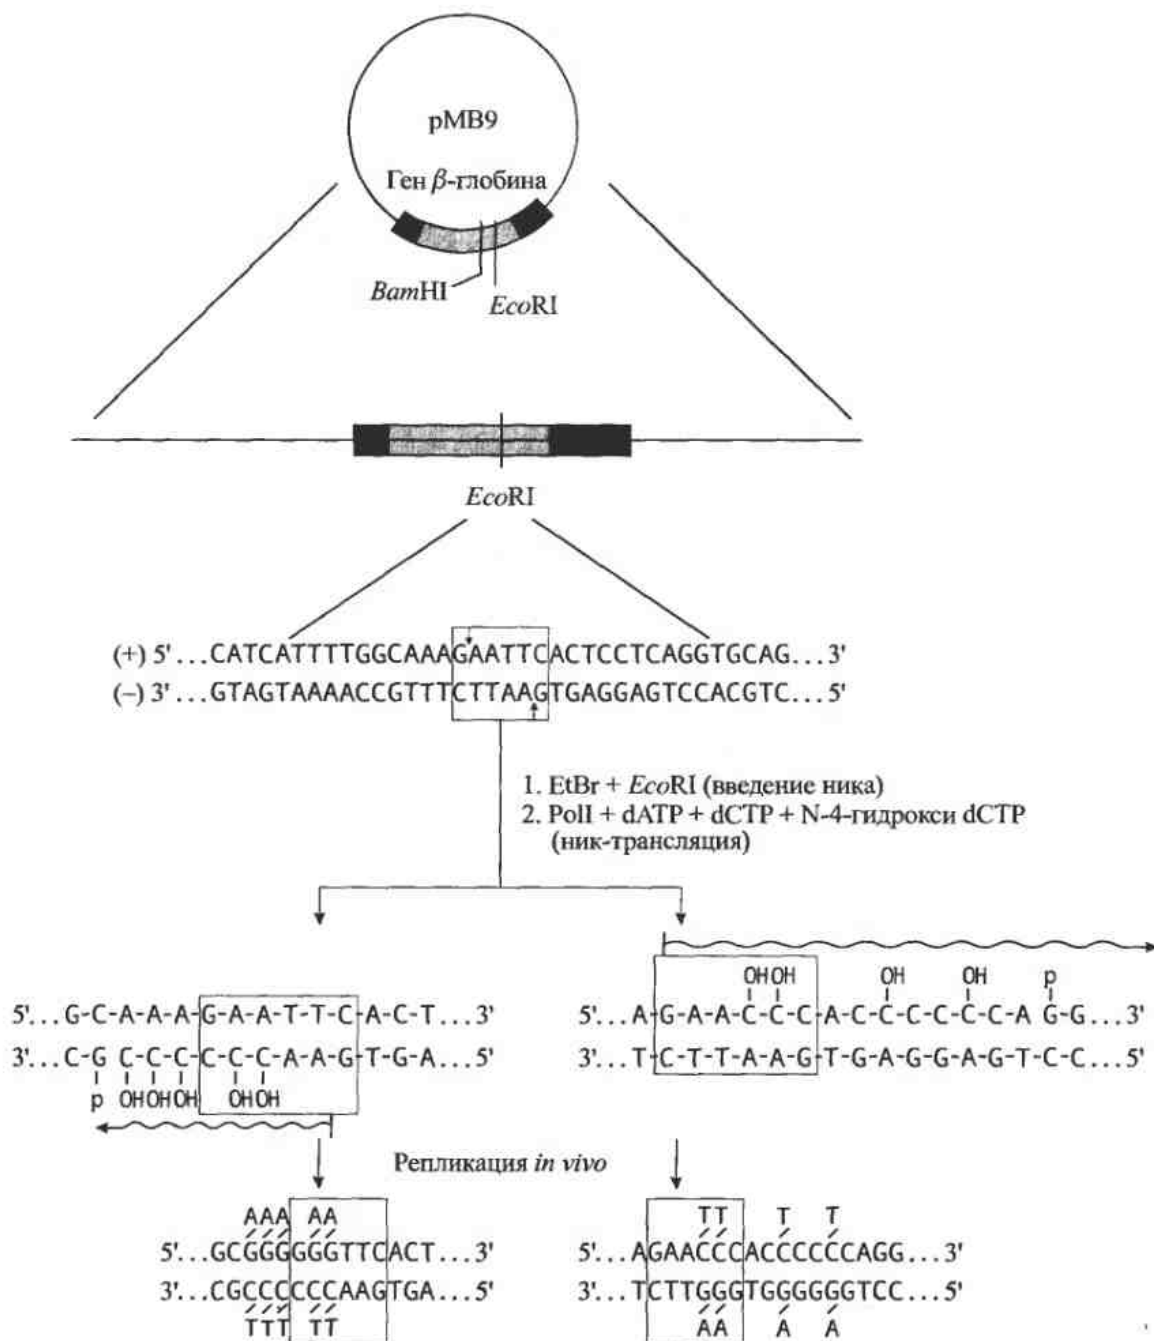 pMB9
Ген β-глобина
BamHI
EcoRI
EcoRI
(+) 5'...CATCATTTTGGCAAAGAATTCACTCCTCAGGTGCAG...3'
(−) 3'...GTAGTAAAACCGTTTCTTAAGTGAGGAGTCCACGTC...5'
1. EtBr + EcoRI (введение ника)
2. PolI + dATP + dCTP + N-4-гидрокси dCTP
(ник-трансляция)
OH OH OH OH p
5'...G-C-A-A-A-G-A-A-T-T-C-A-C-T...3'
5'...A-G-A-A-C-C-C-A-C-C-C-C-C-C-A-G-G...3'
3'...C-G-C-C-C-C-C-C-A-A-G-T-G-A...5'
3'...T-C-T-T-A-A-G-T-G-A-G-G-A-G-T-C-C...5'
p OH OH OH OH OH
Репликация in vivo
AAA AA
TT T T
5'...GCGGGGGGTTCACT...3'
5'...AGAACCCACCCCCCAGG...3'
3'...CGCCCCCCAAGTGA...5'
3'...TCTTGGGTGGGGGGTCC...5'
TTT TT
AA A A